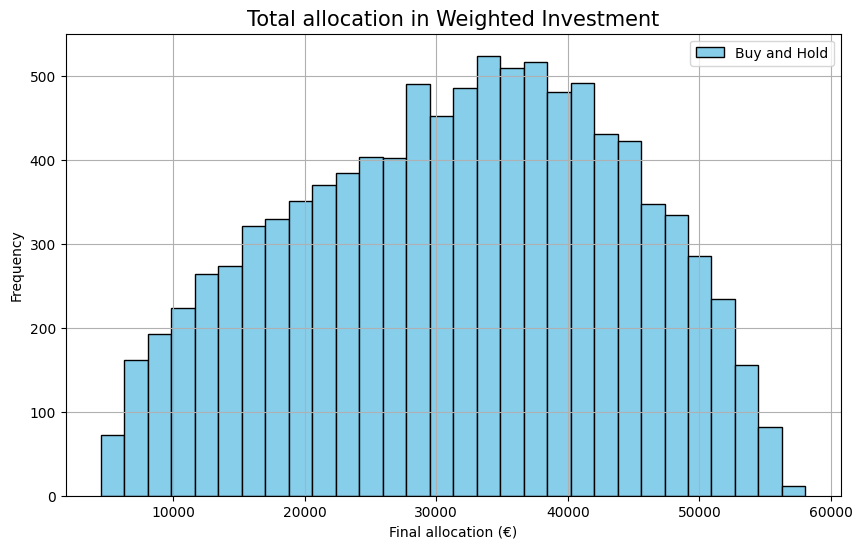 Total allocation in Weighted Investment
Buy and Hold
500
400
300
200
100
0
Frequency
10000 20000 30000 40000 50000 60000
Final allocation (€)